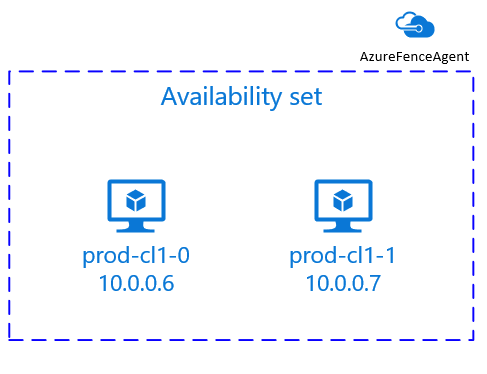 AzureFenceAgent
Availability set
prod-cl1-0
10.0.0.6
prod-cl1-1
10.0.0.7